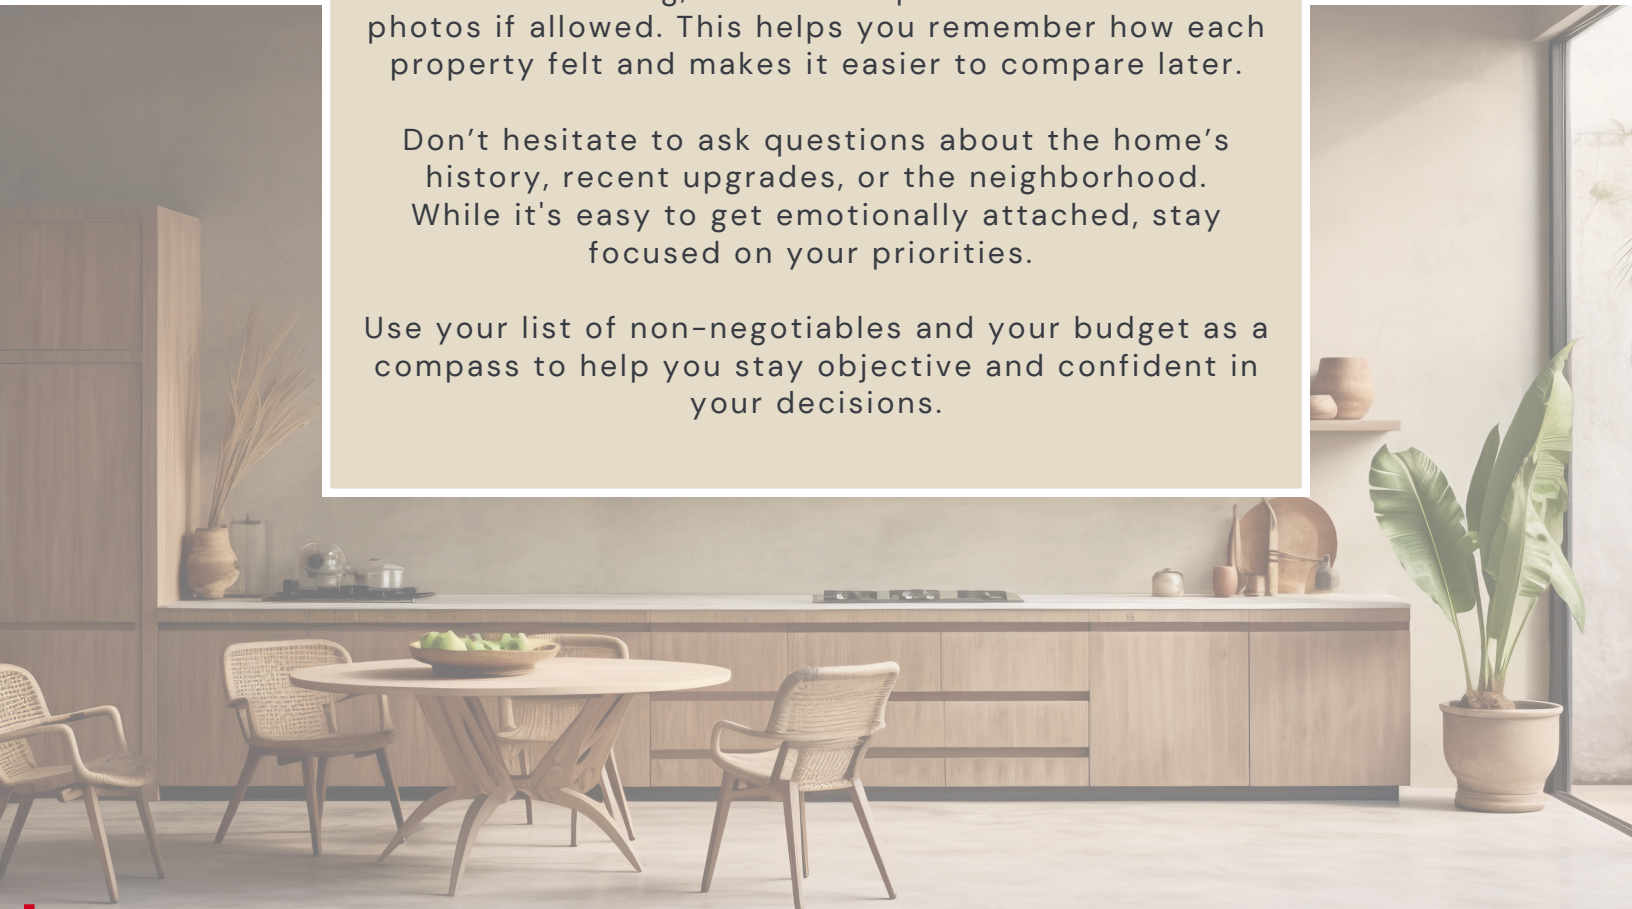 photos if allowed. This helps you remember how each
property felt and makes it easier to compare later.
Don’t hesitate to ask questions about the home’s
history, recent upgrades, or the neighborhood.
While it's easy to get emotionally attached, stay
focused on your priorities.
Use your list of non-negotiables and your budget as a
compass to help you stay objective and confident in
your decisions.